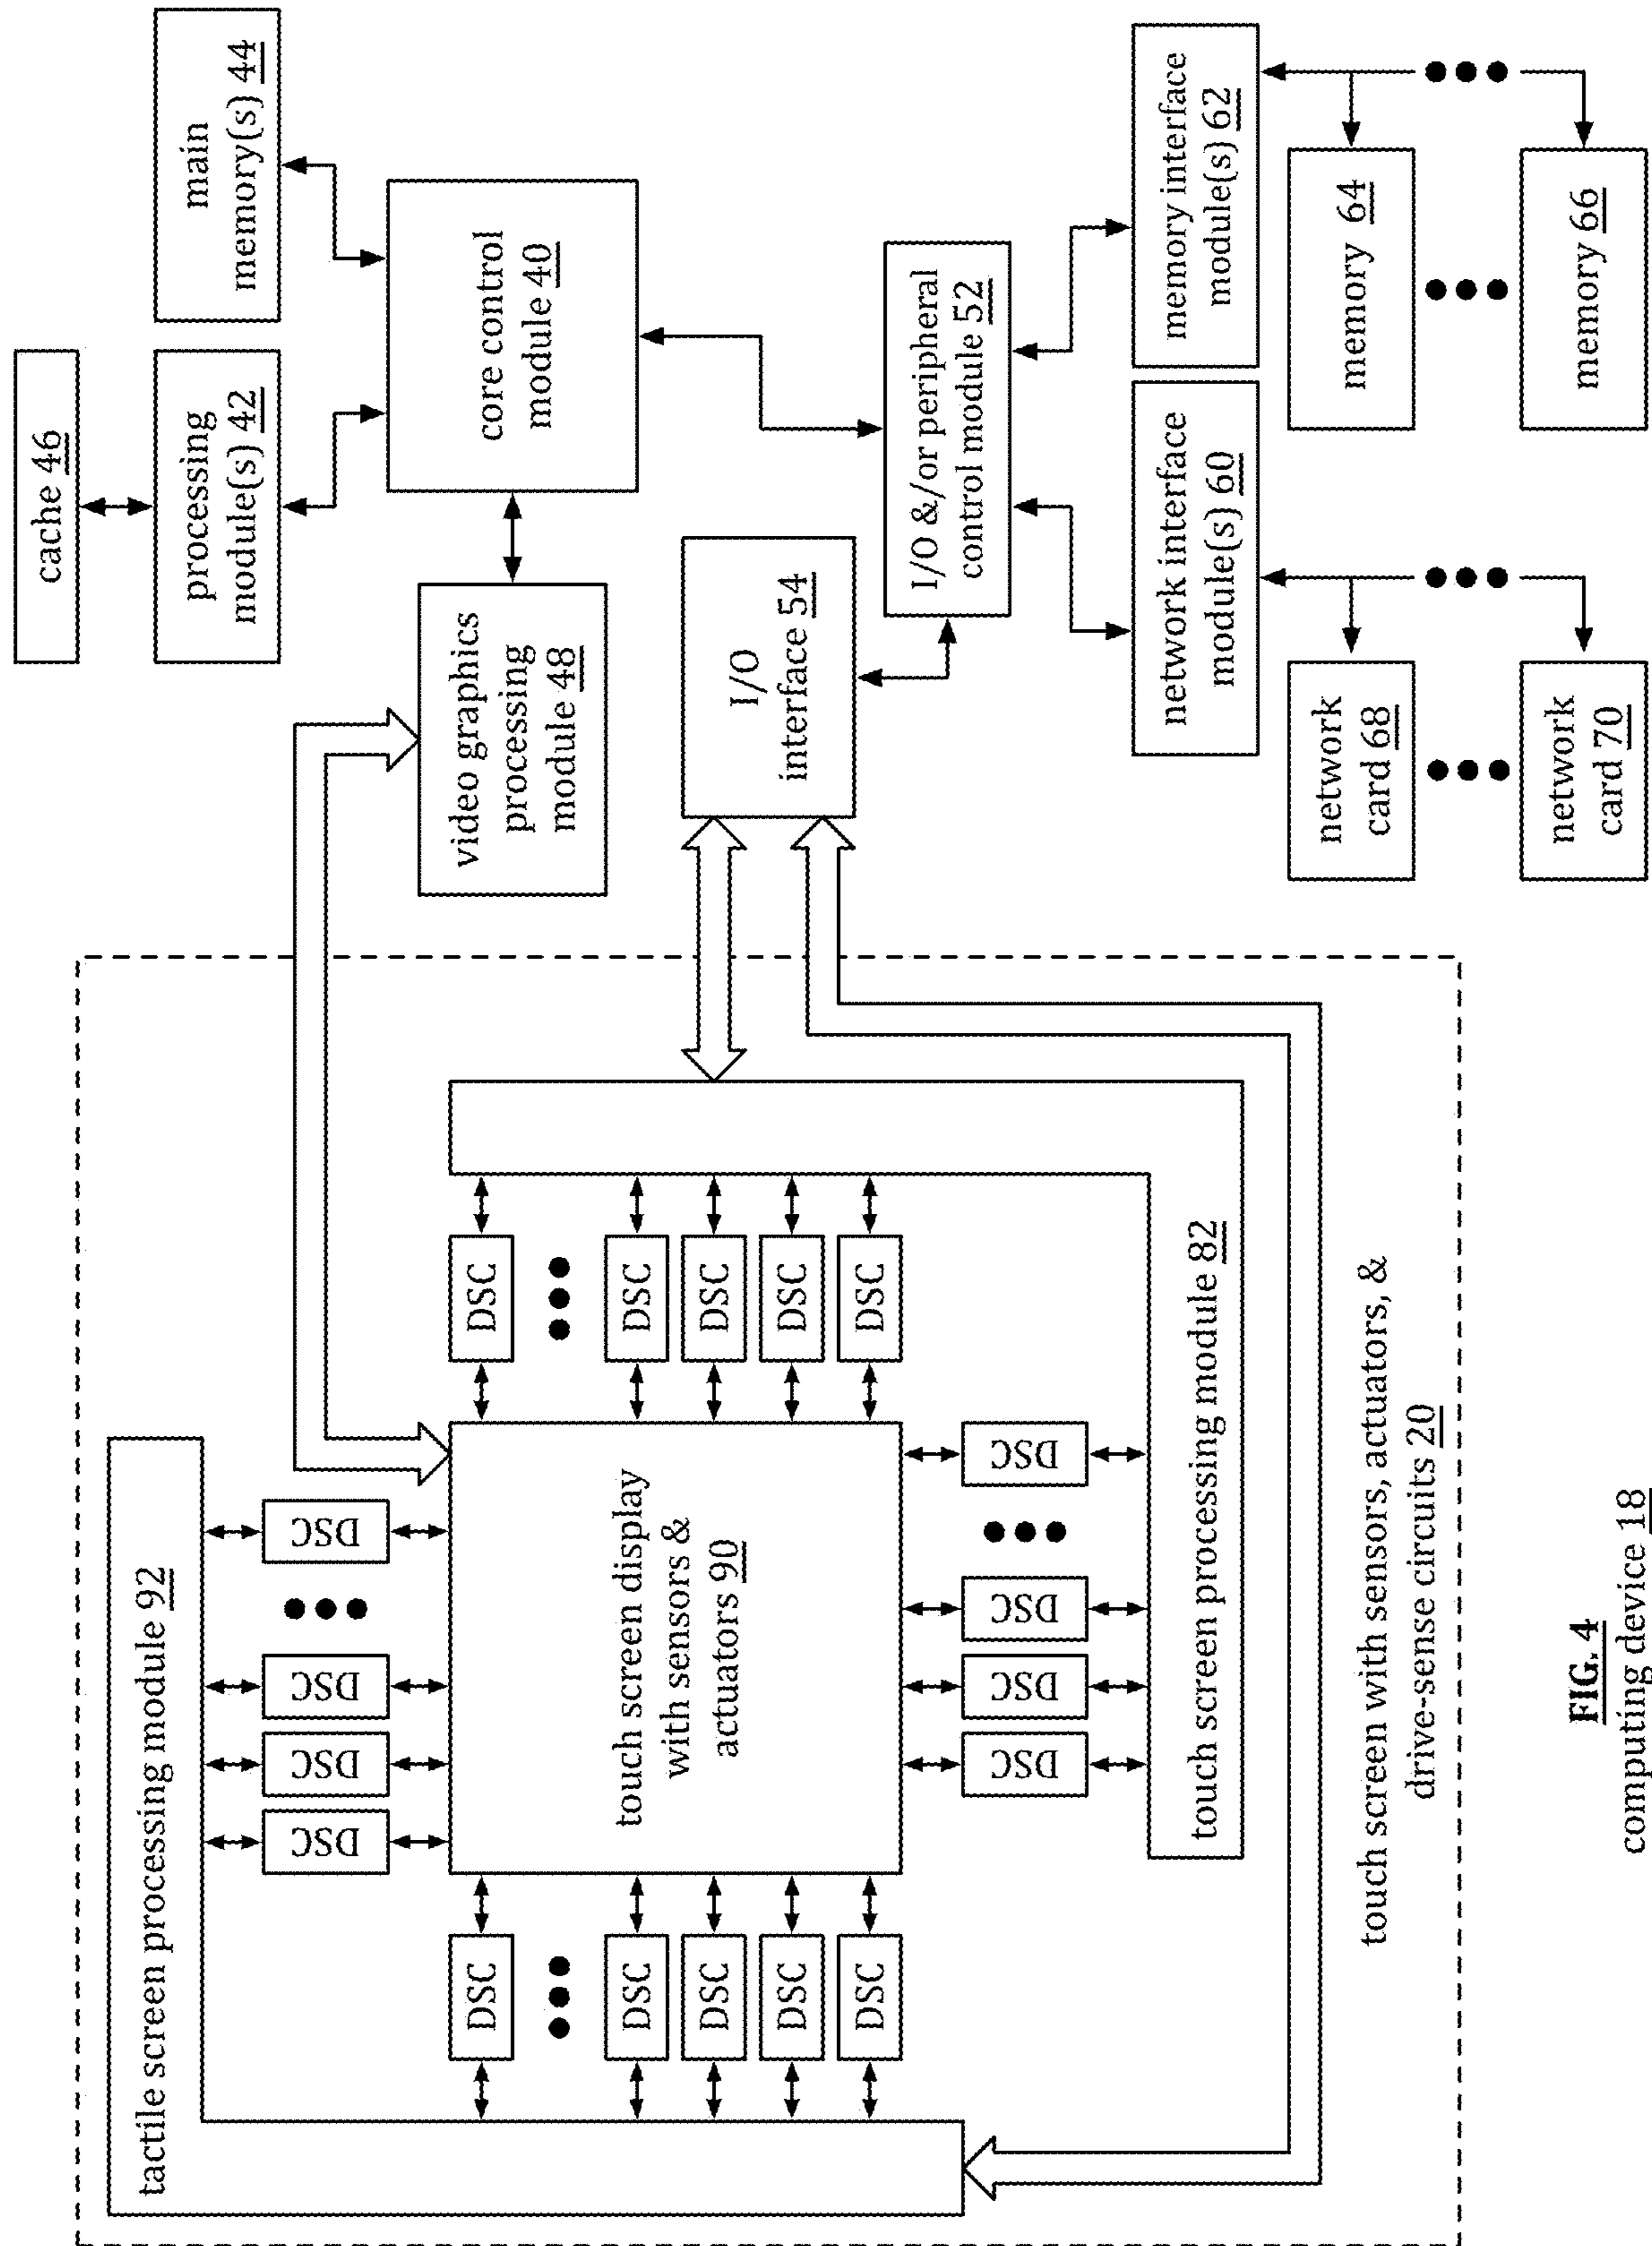 cache 46
processing
module(s) 42
main
memory(s) 44
core control
module 40
video graphics
processing
module 48
I/O
interface 54
I/O &/or peripheral
control module 52
network interface
module(s) 60
memory interface
module(s) 62
network
card 68
network
card 70
memory 64
memory 66
tactile screen processing module 92
DSC
DSC
DSC
DSC
DSC
DSC
DSC
DSC
DSC
touch screen display
with sensors &
actuators 90
DSC
DSC
DSC
DSC
DSC
DSC
DSC
DSC
DSC
touch screen processing module 82
touch screen with sensors, actuators, &
drive-sense circuits 20
FIG. 4
computing device 18